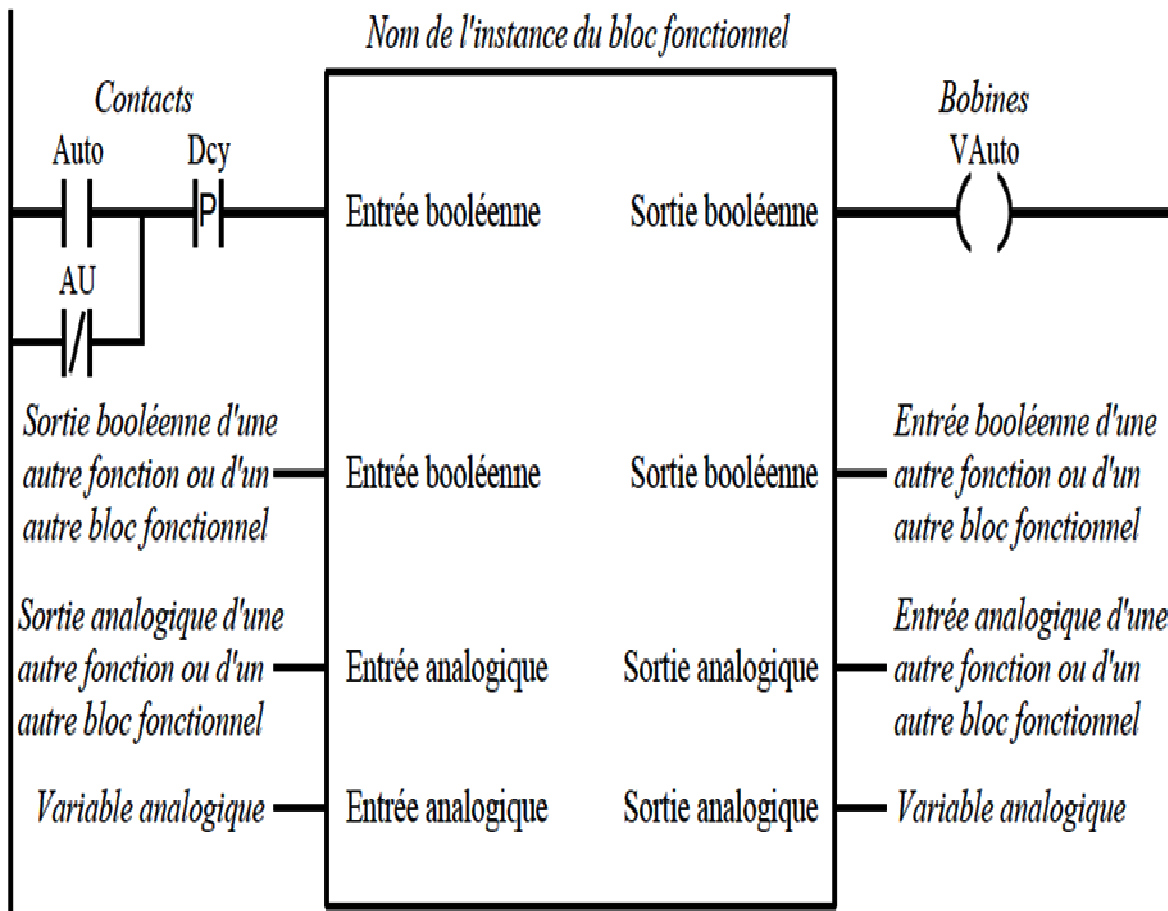 Nom de l'instance du bloc fonctionnel
Contacts
Bobines
Auto
Dcy
VAuto
P
Entrée booléenne
Sortie booléenne
AU
Sortie booléenne d'une
autre fonction ou d'un
autre bloc fonctionnel
Entrée booléenne
Sortie booléenne
Entrée booléenne d'une
autre fonction ou d'un
autre bloc fonctionnel
Sortie analogique d'une
autre fonction ou d'un
autre bloc fonctionnel
Entrée analogique
Sortie analogique
Entrée analogique d'une
autre fonction ou d'un
autre bloc fonctionnel
Variable analogique
Entrée analogique
Sortie analogique
Variable analogique